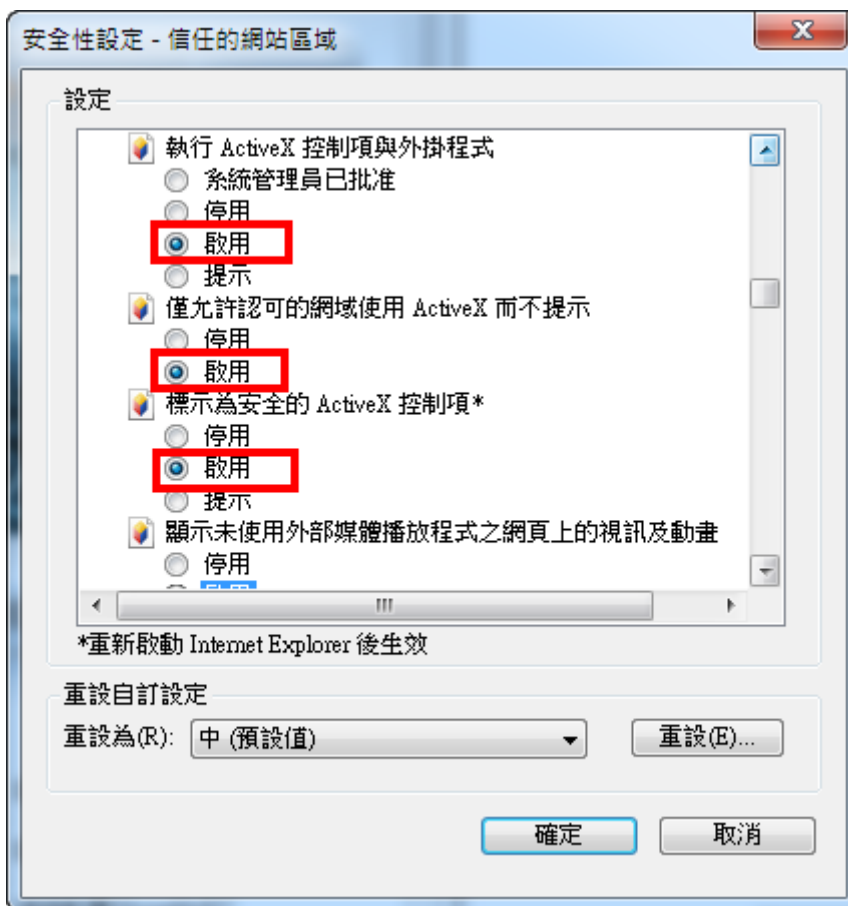 安全性設定 - 信任的網站區域
設定
執行 ActiveX 控制項與外掛程式
系統管理員已批准
停用
啟用
提示
僅允許認可的網域使用 ActiveX 而不提示
停用
啟用
標示為安全的 ActiveX 控制項*
停用
啟用
提示
顯示未使用外部媒體播放程式之網頁上的視訊及動畫
停用
*重新啟動 Internet Explorer 後生效
重設自訂設定
重設為(R): 中 (預設值) 重設(E)...
確定 取消